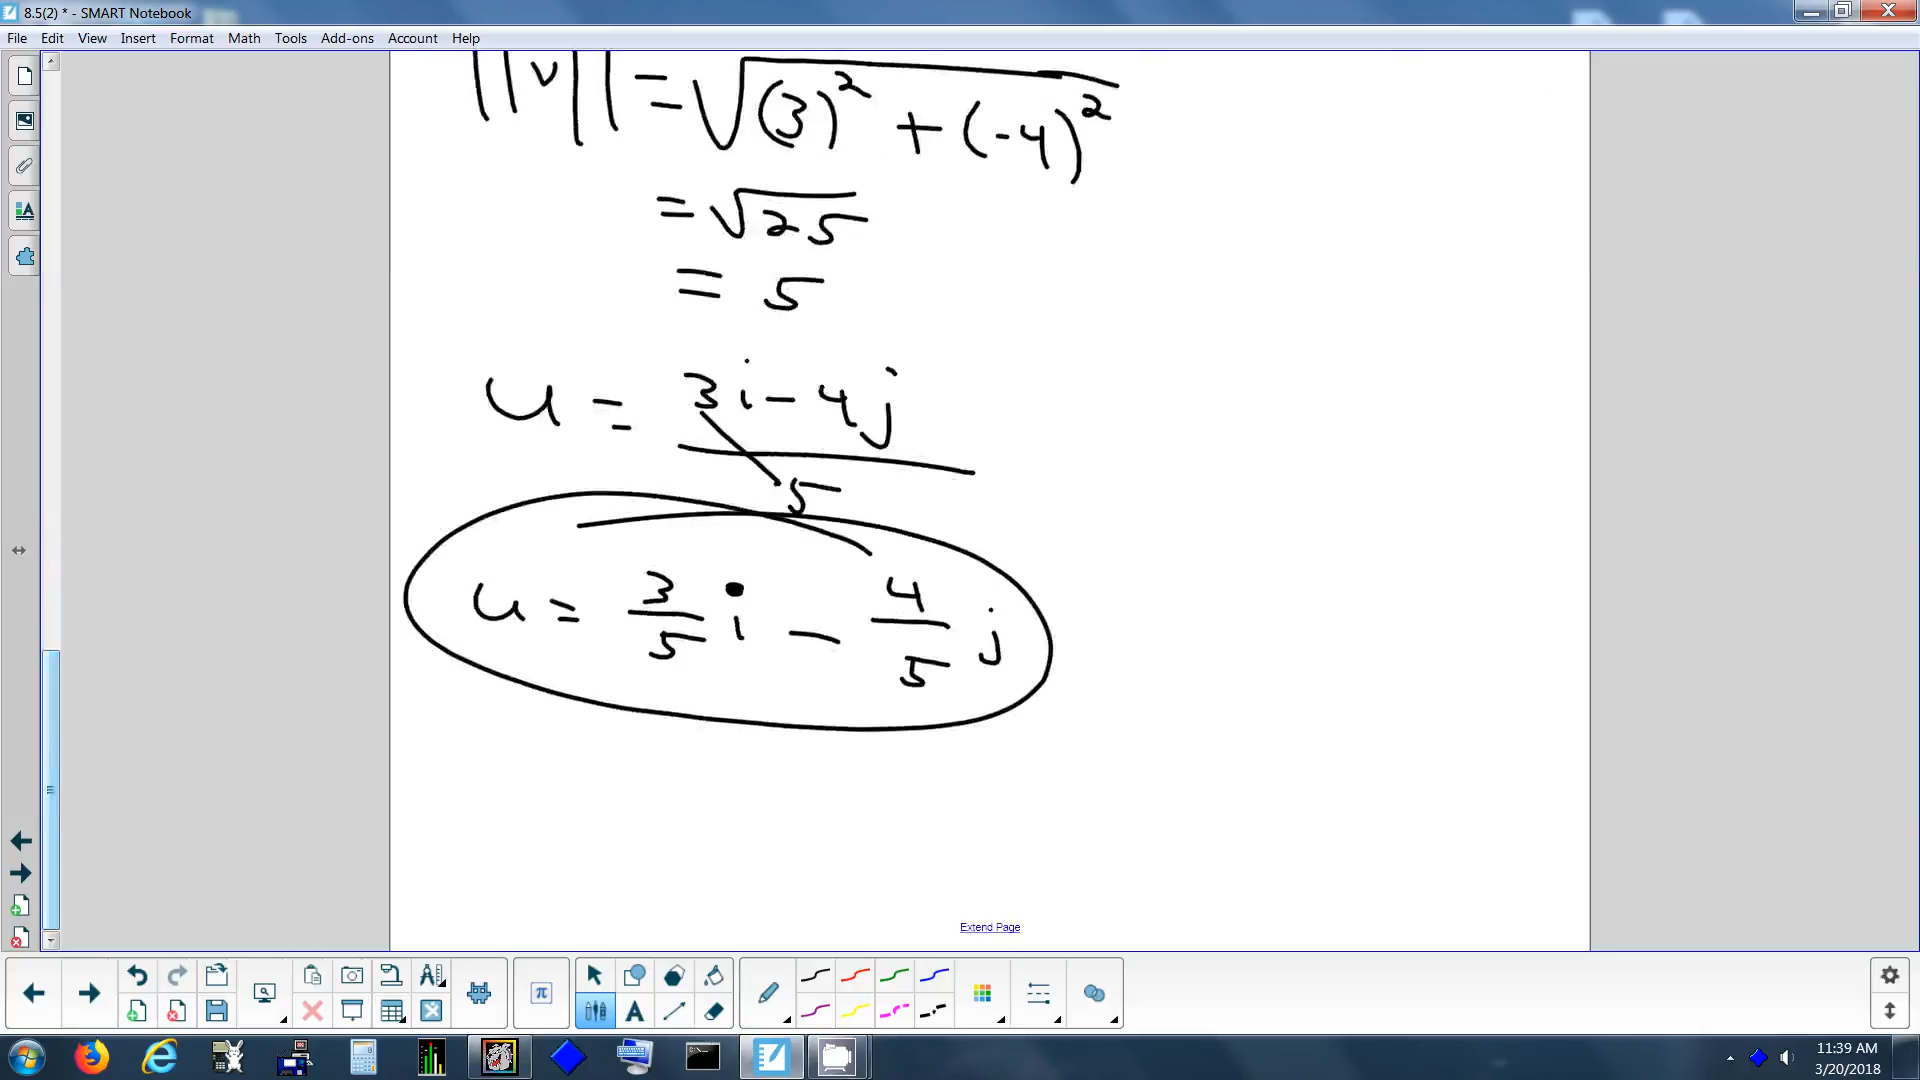 8.5(2) * - SMART Notebook
File Edit View Insert Format Math Tools Add-ons Account Help
||v|| = √(3)² + (-4)²
= √25
= 5
u = 3i - 4j
5
u = 3/5 i - 4/5 j
Extend Page
π
A
11:39 AM
3/20/2018